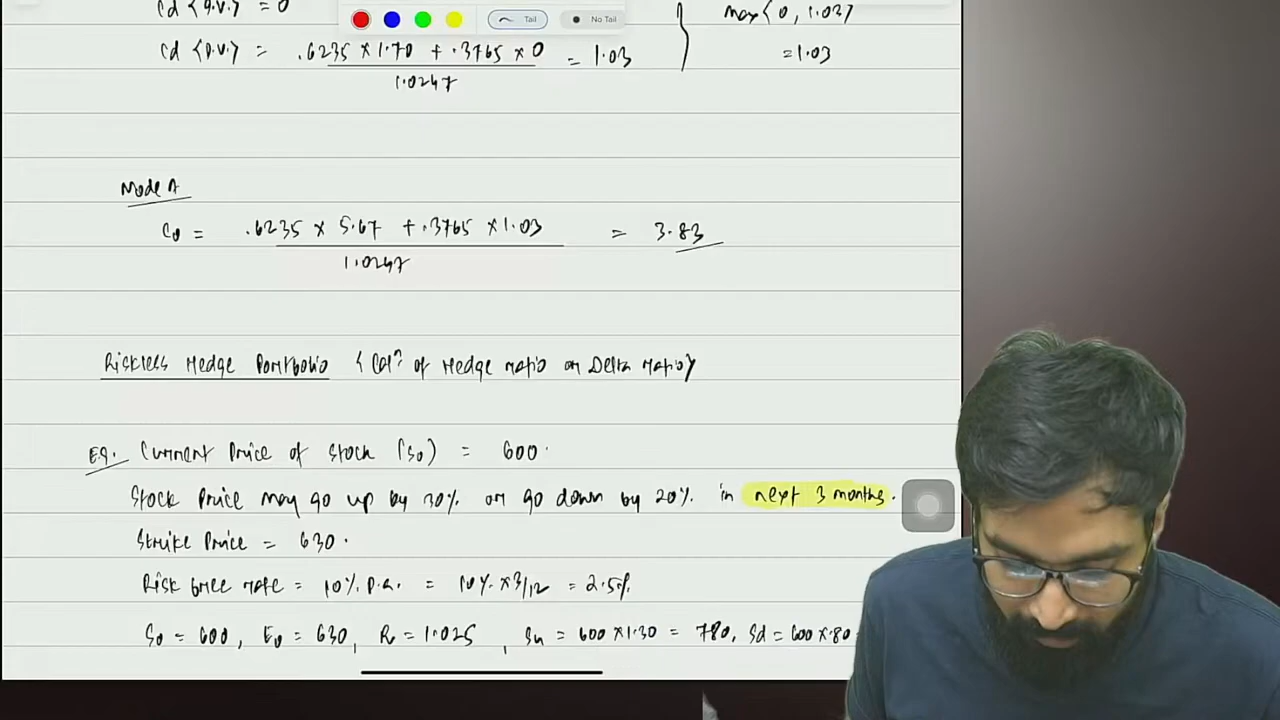 Cd {I.V.} = 0
max {0, 1.03}
Tail
No Tail
Cd {P.V.} = .6235 × 1.70 + .3765 × 0 = 1.03
= 1.03
1.0247
Node A
C0 = .6235 × 5.67 + .3765 × 1.03 = 3.83
1.0247
Riskless Hedge Portfolio {Calⁿ of Hedge Ratio or Delta Ratio}
E.g. Current Price of Stock (S0) = 600.
Stock Price may go up by 30% or go down by 20% in next 3 months.
Strike Price = 630.
Risk free rate = 10% p.a. = 10% × 3/12 = 2.5%
S0 = 600, E0 = 630, R = 1.025, Su = 600 × 1.30 = 780, Sd = 600 × .80